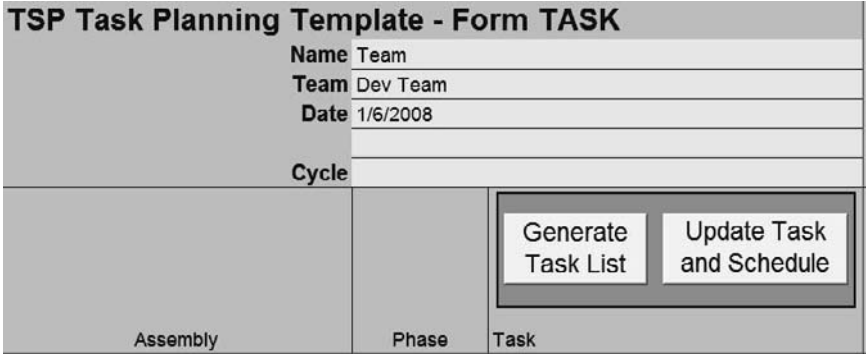 TSP Task Planning Template - Form TASK
Name Team
Team Dev Team
Date 1/6/2008
Cycle
Generate Task List
Update Task and Schedule
Assembly Phase Task